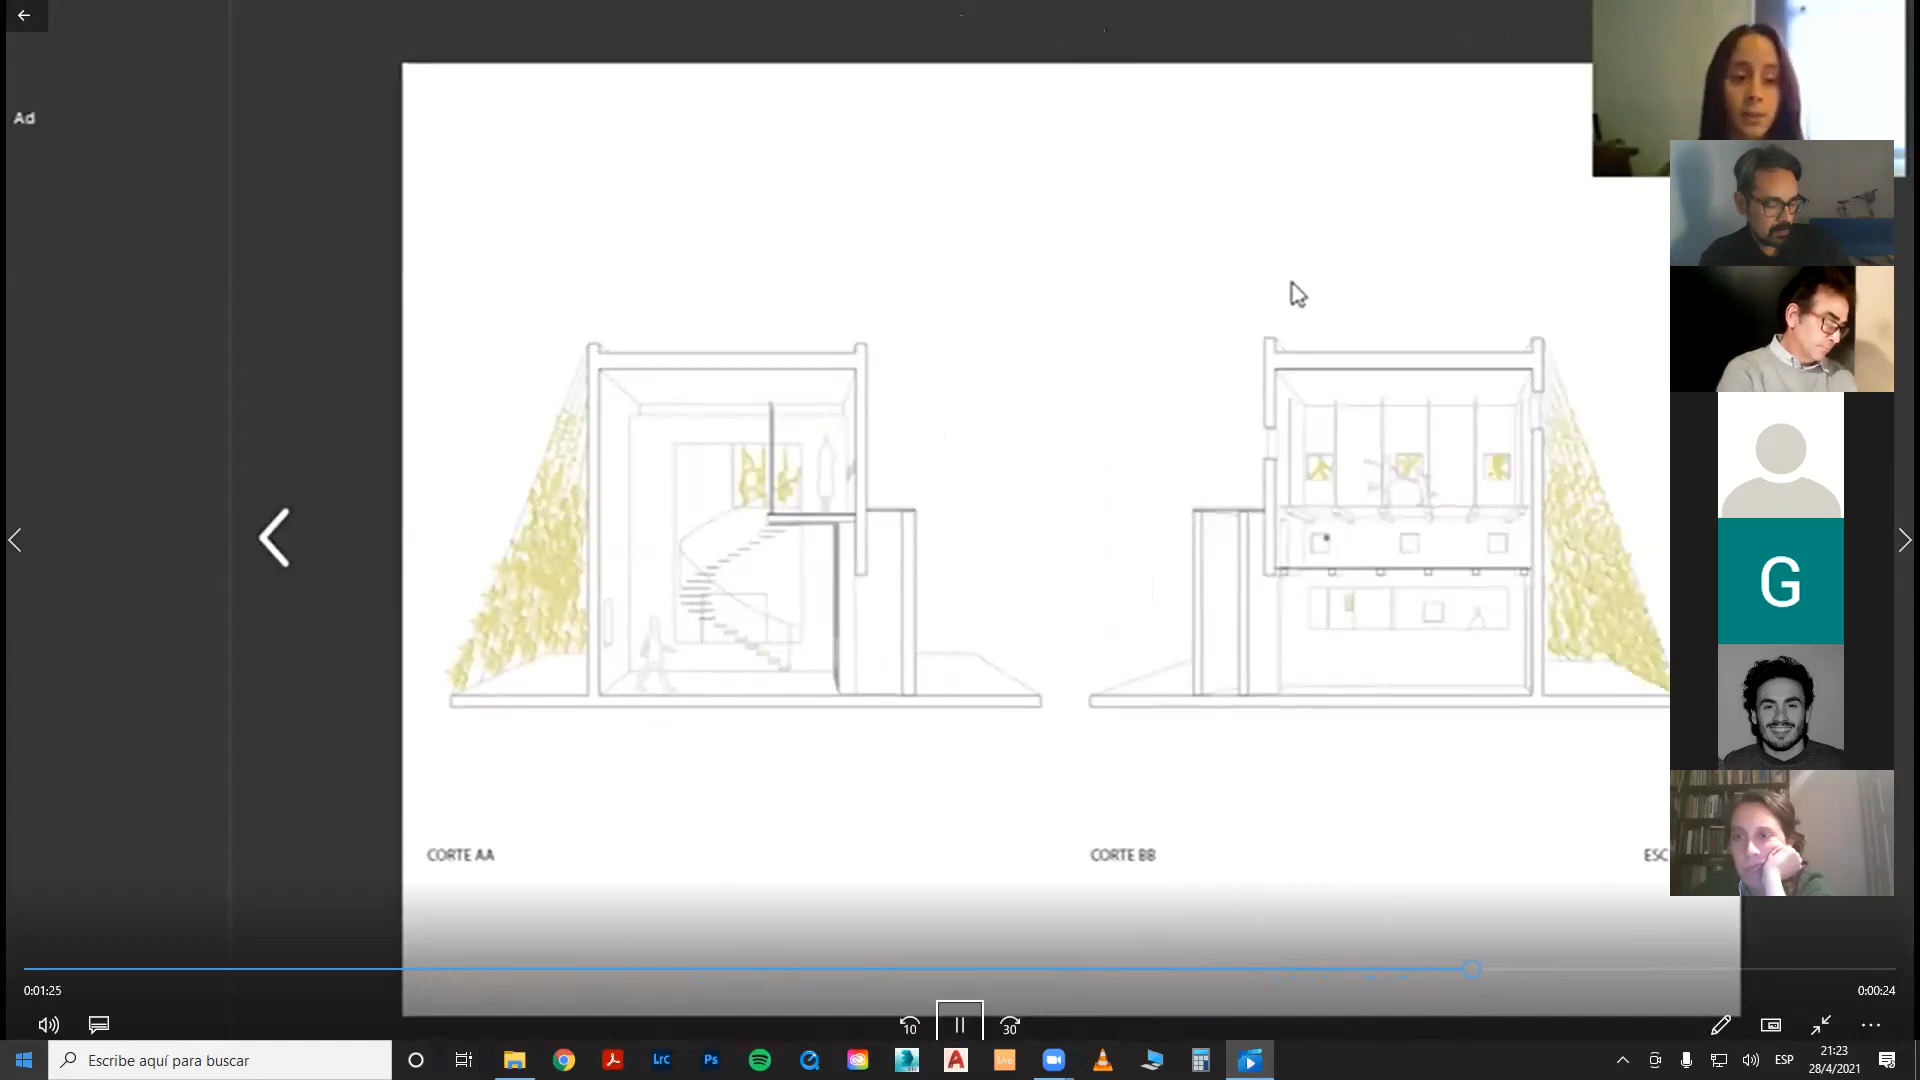 Ad
G
CORTE AA
CORTE BB
ESC
0:01:25
0:00:24
10
30
Escribe aquí para buscar
Lrc
Ps
live
ESP
21:23
28/4/2021